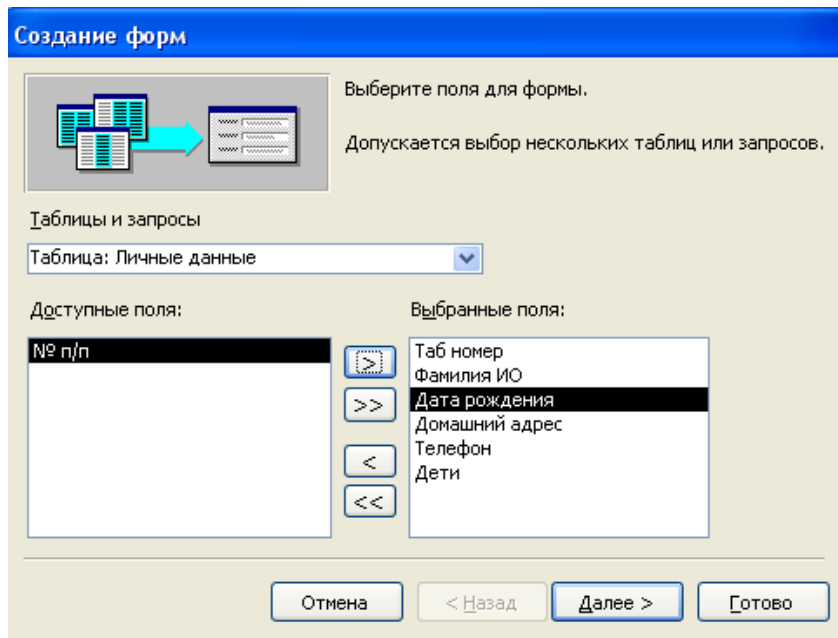 Создание форм
Выберите поля для формы.
Допускается выбор нескольких таблиц или запросов.
Таблицы и запросы
Таблица: Личные данные
Доступные поля:
Выбранные поля:
№ п/п
>
>>
<
<<
Таб номер
Фамилия ИО
Дата рождения
Домашний адрес
Телефон
Дети
Отмена
< Назад
Далее >
Готово